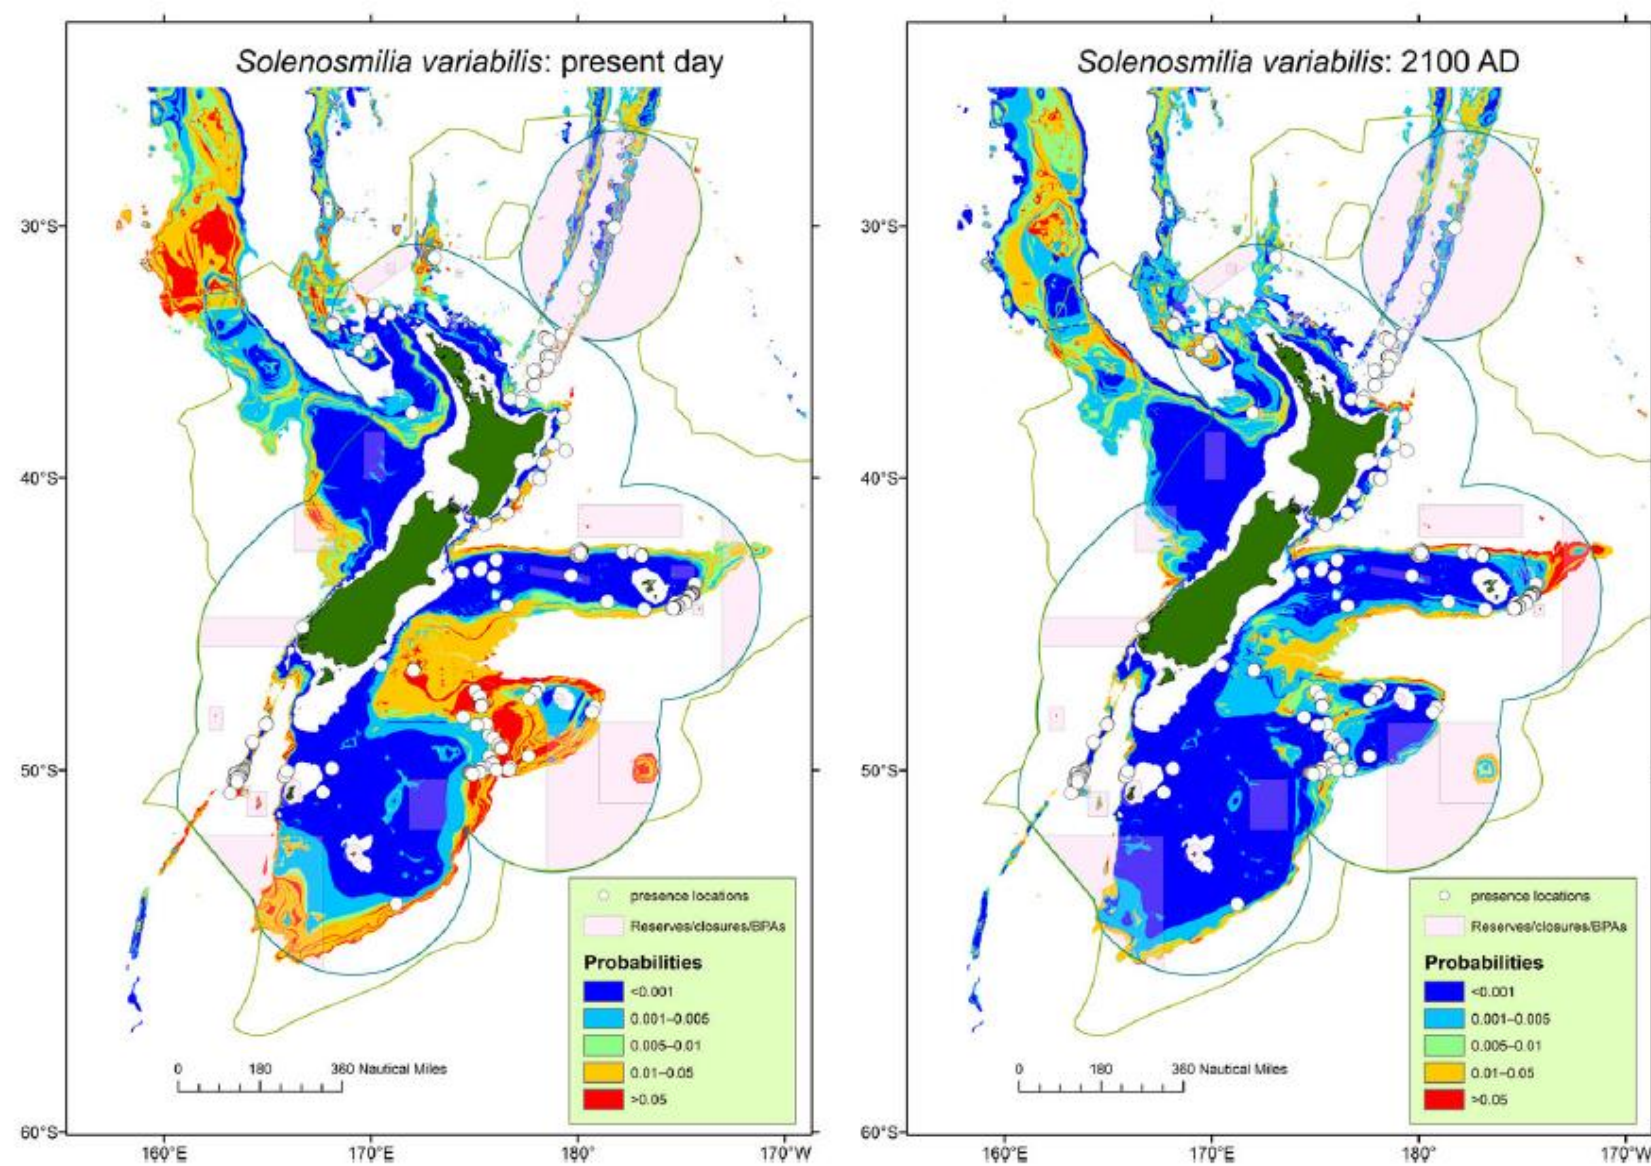 Solenosmilia variabilis: present day
30°S
40°S
50°S
60°S
160°E
170°E
180°
170°W
0
180
360 Nautical Miles
presence locations
Reserves/closures/BPAs
Probabilities
<0.001
0.001–0.005
0.005–0.01
0.01–0.05
>0.05
Solenosmilia variabilis: 2100 AD
30°S
40°S
50°S
60°S
160°E
170°E
180°
170°W
0
180
360 Nautical Miles
presence locations
Reserves/closures/BPAs
Probabilities
<0.001
0.001–0.005
0.005–0.01
0.01–0.05
>0.05